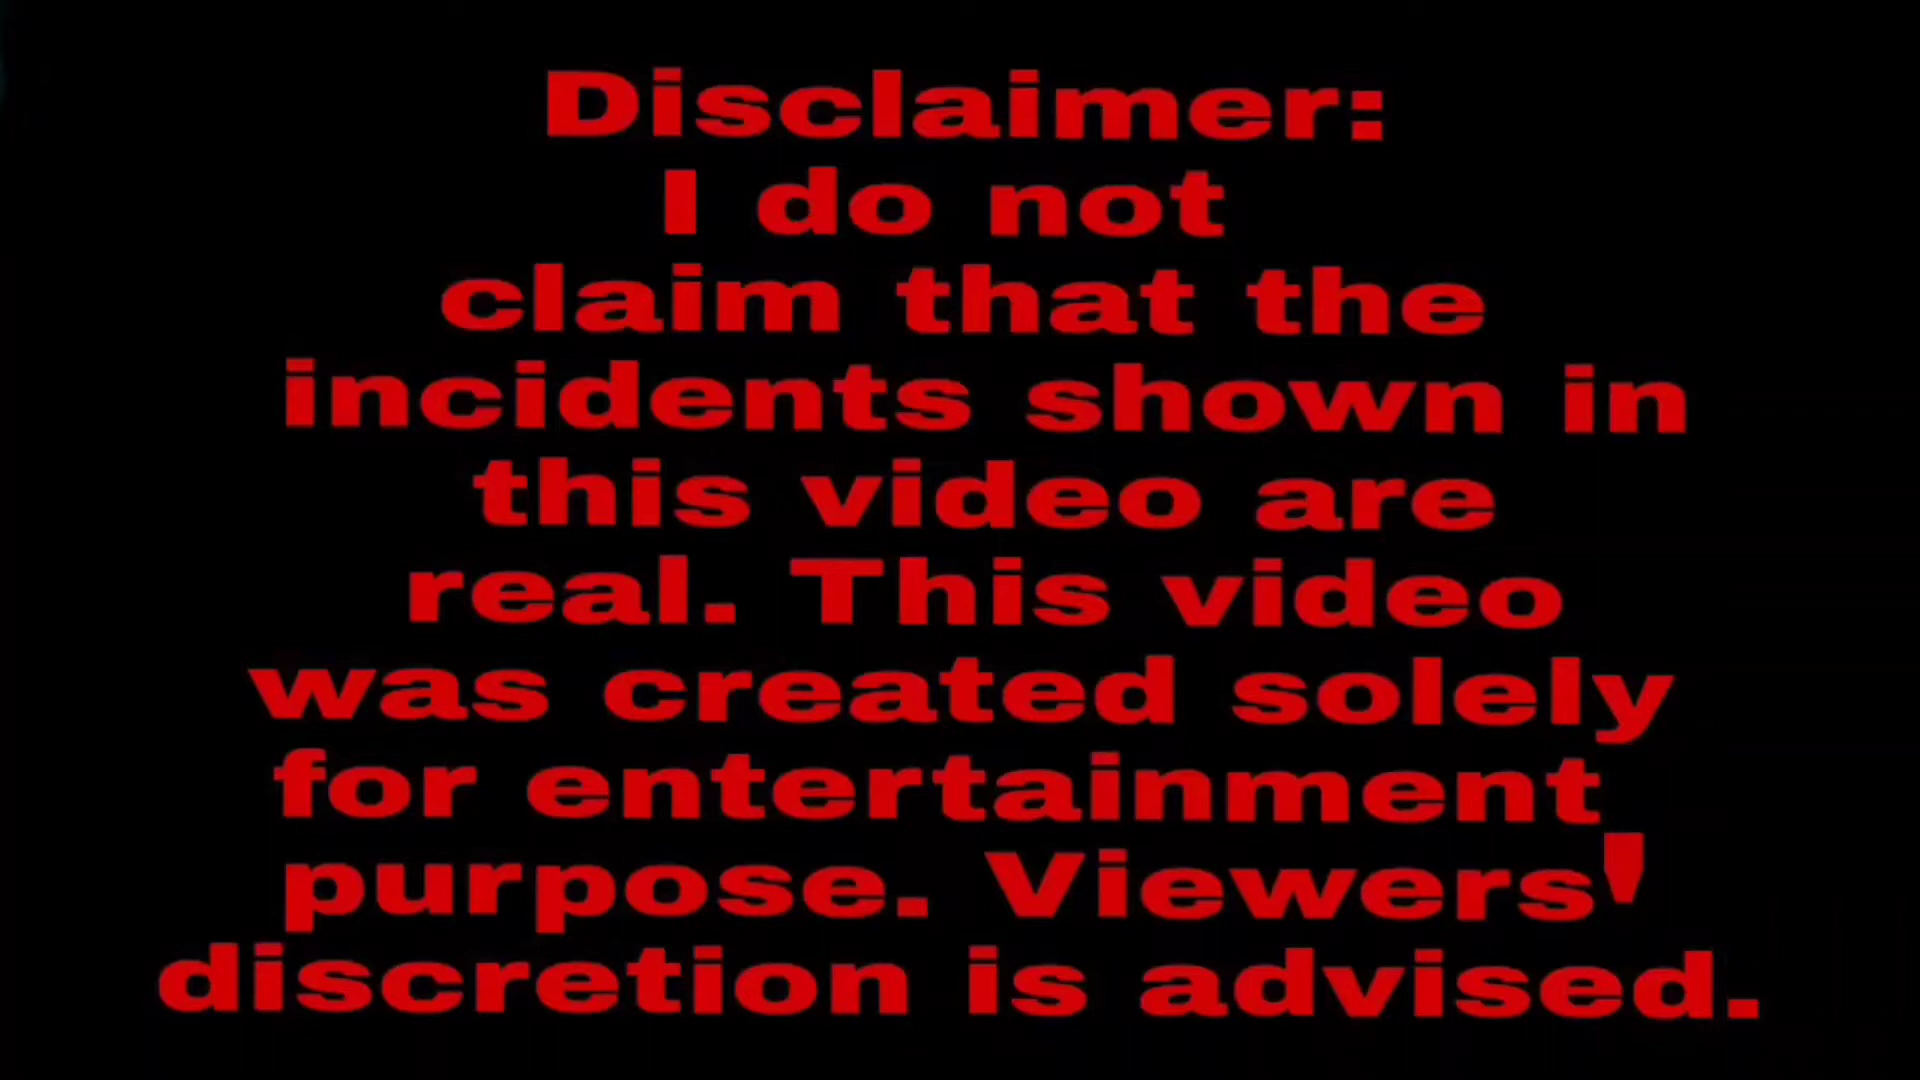 Disclaimer:
I do not
claim that the
incidents shown in
this video are
real. This video
was created solely
for entertainment
purpose. Viewers'
discretion is advised.